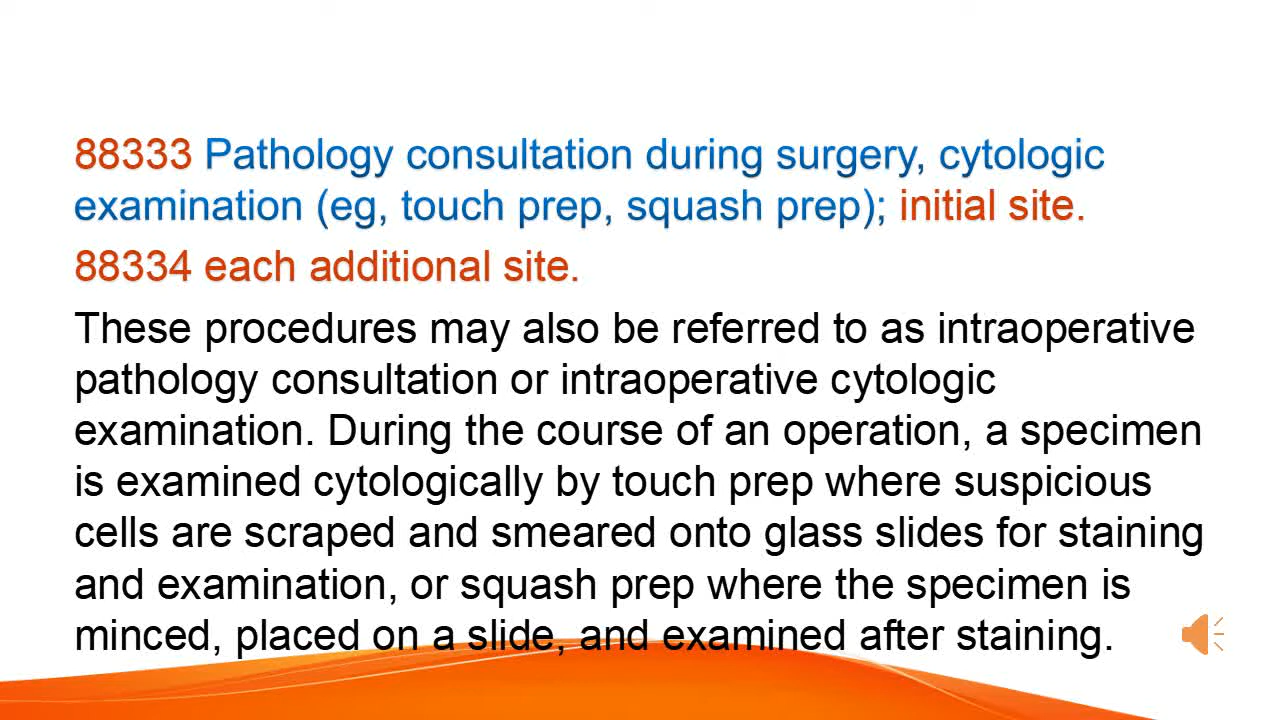 88333 Pathology consultation during surgery, cytologic
examination (eg, touch prep, squash prep); initial site.
88334 each additional site.
These procedures may also be referred to as intraoperative
pathology consultation or intraoperative cytologic
examination. During the course of an operation, a specimen
is examined cytologically by touch prep where suspicious
cells are scraped and smeared onto glass slides for staining
and examination, or squash prep where the specimen is
minced, placed on a slide, and examined after staining.